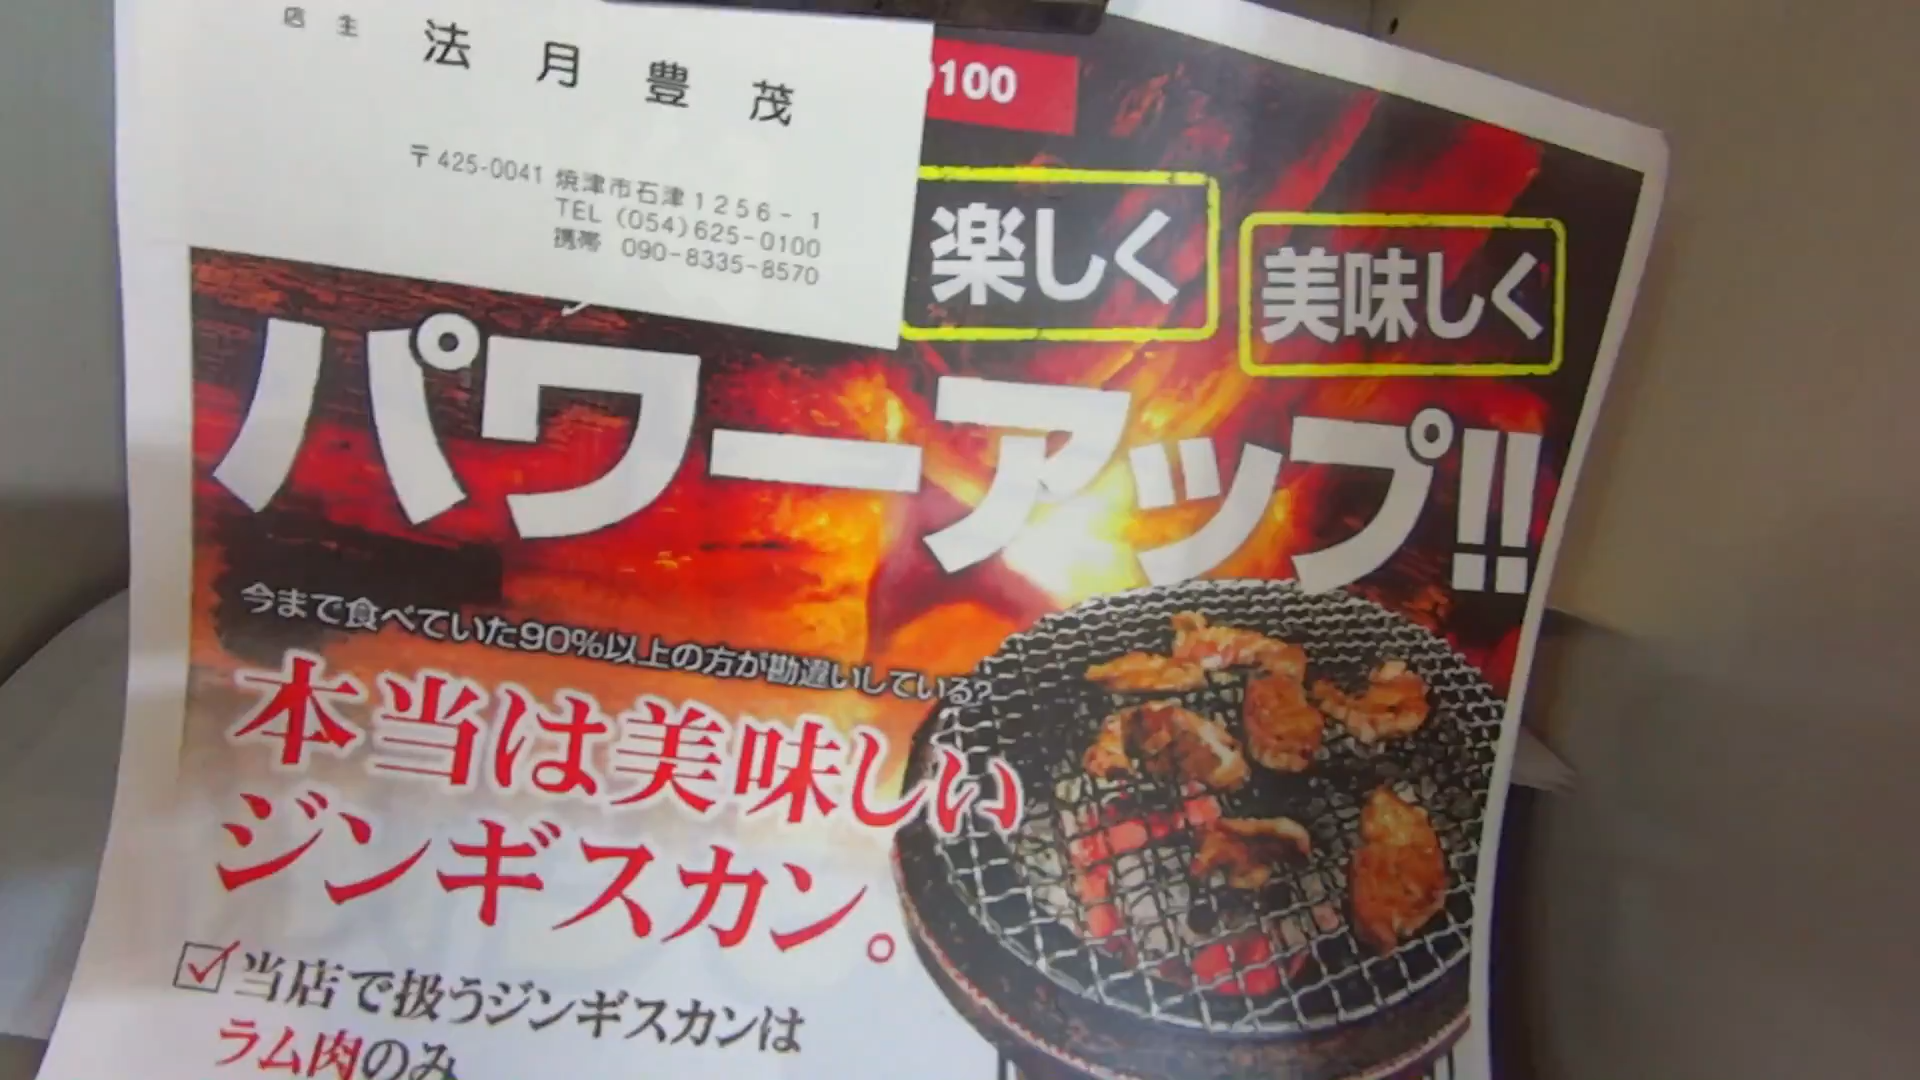 店 主 法 月 豊 茂
〒425-0041 焼津市石津1256-1
TEL (054)625-0100
携帯 090-8335-8570
0100
楽しく
美味しく
パワーアップ!!
今まで食べていた90%以上の方が勘違いしている?
本当は美味しい
ジンギスカン。
当店で扱うジンギスカンは
ラム肉のみ